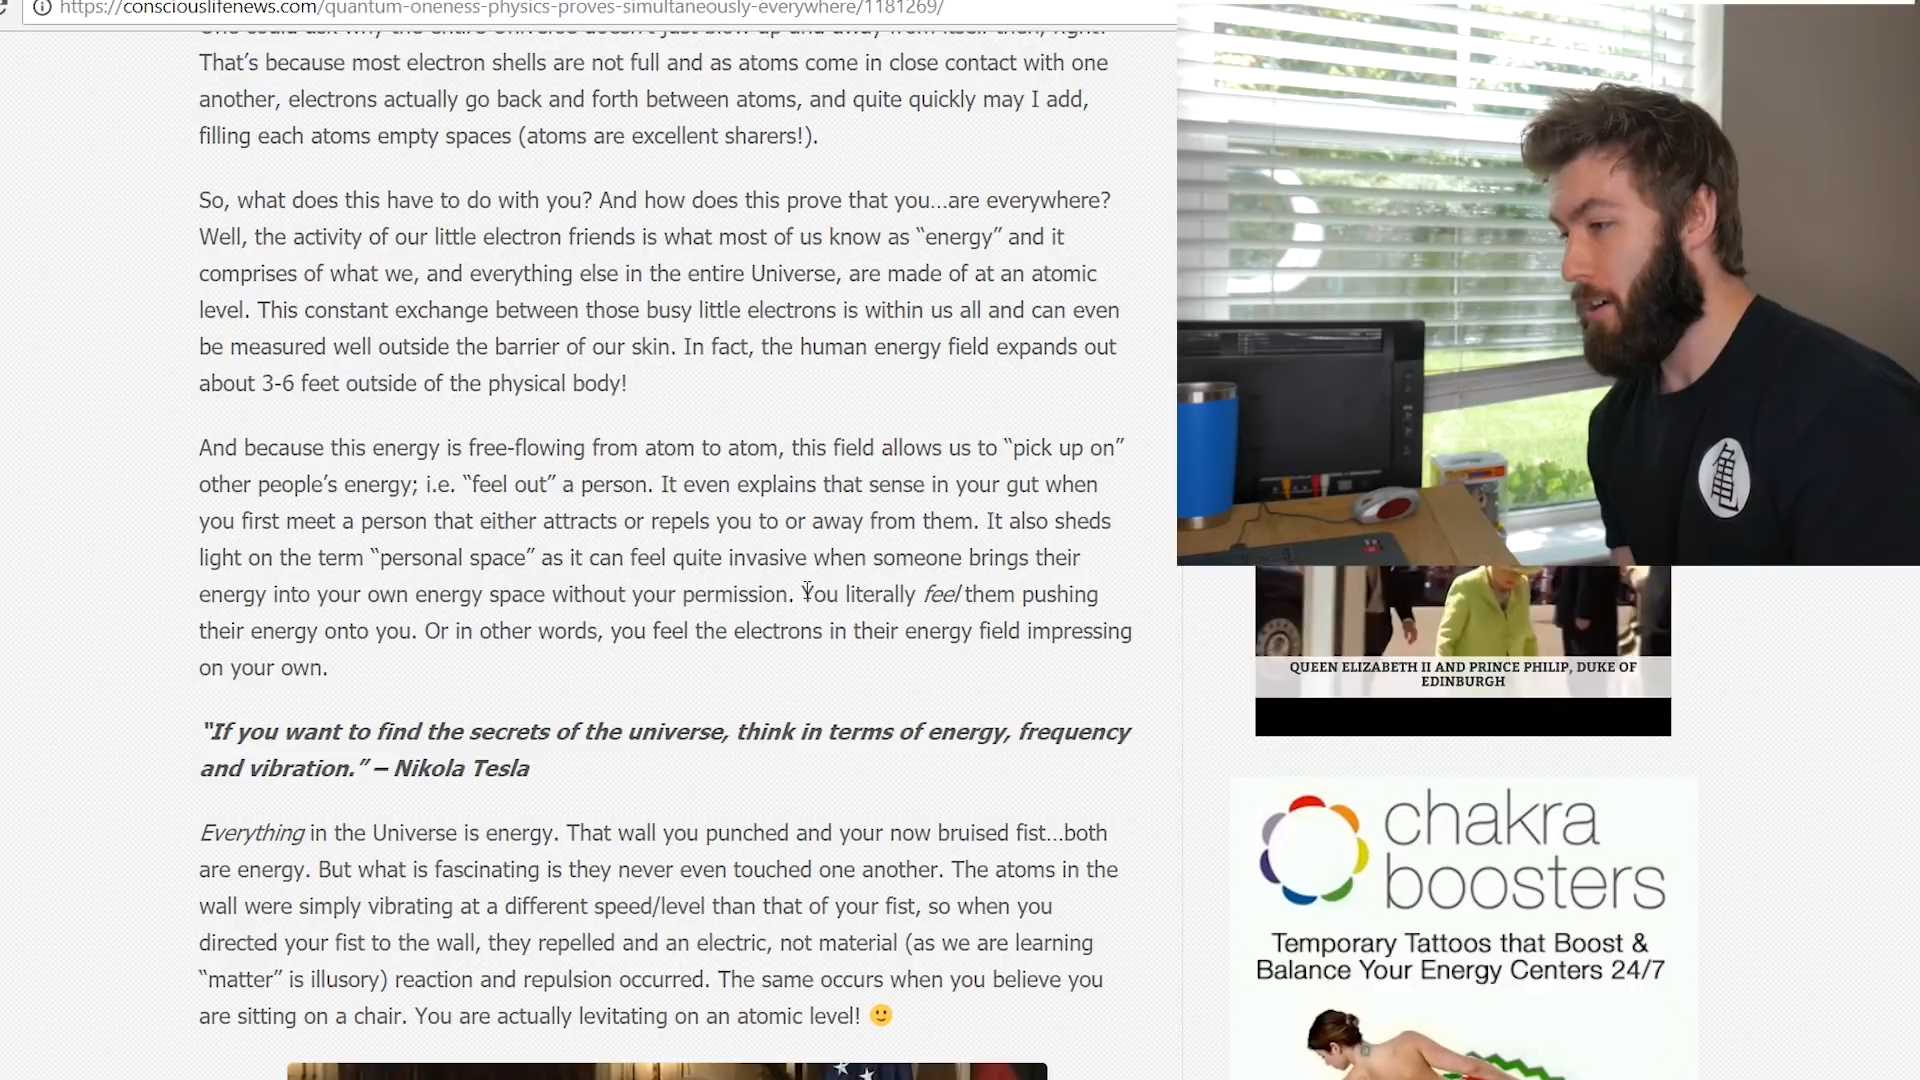 https://consciouslifenews.com/quantum-oneness-physics-proves-simultaneously-everywhere/1181269/
One could ask why the entire Universe doesn't just blow up and away from itself then, right?
That's because most electron shells are not full and as atoms come in close contact with one
another, electrons actually go back and forth between atoms, and quite quickly may I add,
filling each atoms empty spaces (atoms are excellent sharers!).
So, what does this have to do with you? And how does this prove that you…are everywhere?
Well, the activity of our little electron friends is what most of us know as “energy” and it
comprises of what we, and everything else in the entire Universe, are made of at an atomic
level. This constant exchange between those busy little electrons is within us all and can even
be measured well outside the barrier of our skin. In fact, the human energy field expands out
about 3-6 feet outside of the physical body!
And because this energy is free-flowing from atom to atom, this field allows us to “pick up on”
other people’s energy; i.e. “feel out” a person. It even explains that sense in your gut when
you first meet a person that either attracts or repels you to or away from them. It also sheds
light on the term “personal space” as it can feel quite invasive when someone brings their
energy into your own energy space without your permission. You literally feel them pushing
their energy onto you. Or in other words, you feel the electrons in their energy field impressing
on your own.
“If you want to find the secrets of the universe, think in terms of energy, frequency
and vibration.” – Nikola Tesla
Everything in the Universe is energy. That wall you punched and your now bruised fist…both
are energy. But what is fascinating is they never even touched one another. The atoms in the
wall were simply vibrating at a different speed/level than that of your fist, so when you
directed your fist to the wall, they repelled and an electric, not material (as we are learning
“matter” is illusory) reaction and repulsion occurred. The same occurs when you believe you
are sitting on a chair. You are actually levitating on an atomic level! 🙂
亀
QUEEN ELIZABETH II AND PRINCE PHILIP, DUKE OF
EDINBURGH
chakra
boosters
Temporary Tattoos that Boost &
Balance Your Energy Centers 24/7